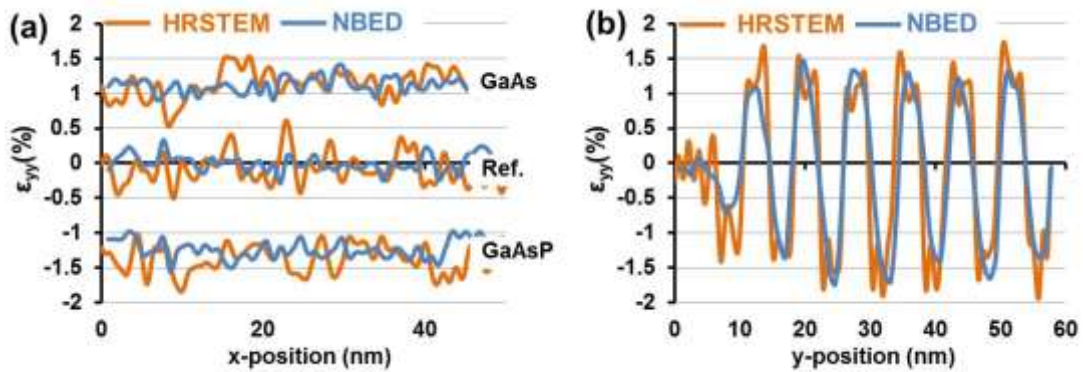 (a) HRSTEM NBED
2
1.5
1
0.5
0
-0.5
-1
-1.5
-2
εyy(%)
GaAs
Ref.
GaAsP
0 20 40
x-position (nm)
(b) HRSTEM NBED
2
1.5
1
0.5
0
-0.5
-1
-1.5
-2
εyy(%)
0 10 20 30 40 50 60
y-position (nm)